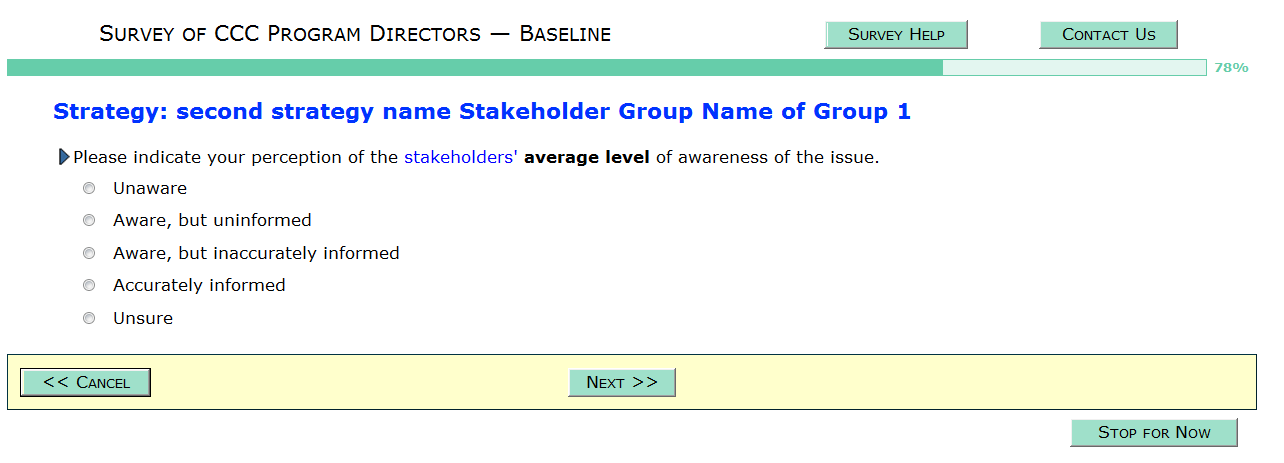 Survey of CCC Program Directors — Baseline
Survey Help
Contact Us
78%
Strategy: second strategy name Stakeholder Group Name of Group 1
Please indicate your perception of the stakeholders' average level of awareness of the issue.
Unaware
Aware, but uninformed
Aware, but inaccurately informed
Accurately informed
Unsure
<< Cancel
Next >>
Stop for Now